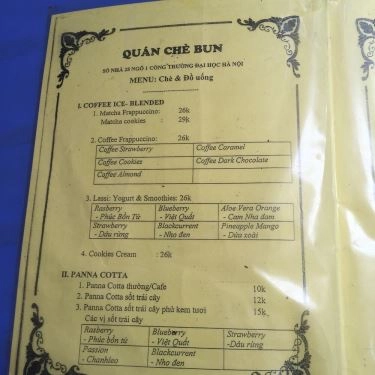 QUÁN CHÈ BUN
SỐ NHÀ 25 NGÕ 1 CỔNG TRƯỜNG ĐẠI HỌC HÀ NỘI
MENU: Chè & Đồ uống
I. COFFEE ICE- BLENDED
1. Matcha Frappuccino: 26k
Matcha cookies : 29k
2. Coffee Frappuccino: 26k
Coffee Strawberry Coffee Caramel
Coffee Cookies Coffee Dark Chocolate
Coffee Almond
3. Lassi: Yogurt & Smoothies: 26k
Rasberry Blueberry Aloe Vera Orange
- Phúc Bồn Tử - Việt Quất - Cam Nha đam
Strawberry Blackcurrent Pineapple Mango
- Dâu rừng - Nho đen - Dứa xoài
4. Cookies Cream : 26k
II. PANNA COTTA
1. Panna Cotta thường/Cafe 10k
2. Panna Cotta sốt trái cây 12k
3. Panna Cotta sốt trái cây phủ kem tươi 15k
Các vị sốt trái cây
Rasberry Blueberry Strawberry
- Phúc bồn tử - Việt Quất -Dâu rừng
Passion Blackcurrent
- Chanhleo - Nho đen